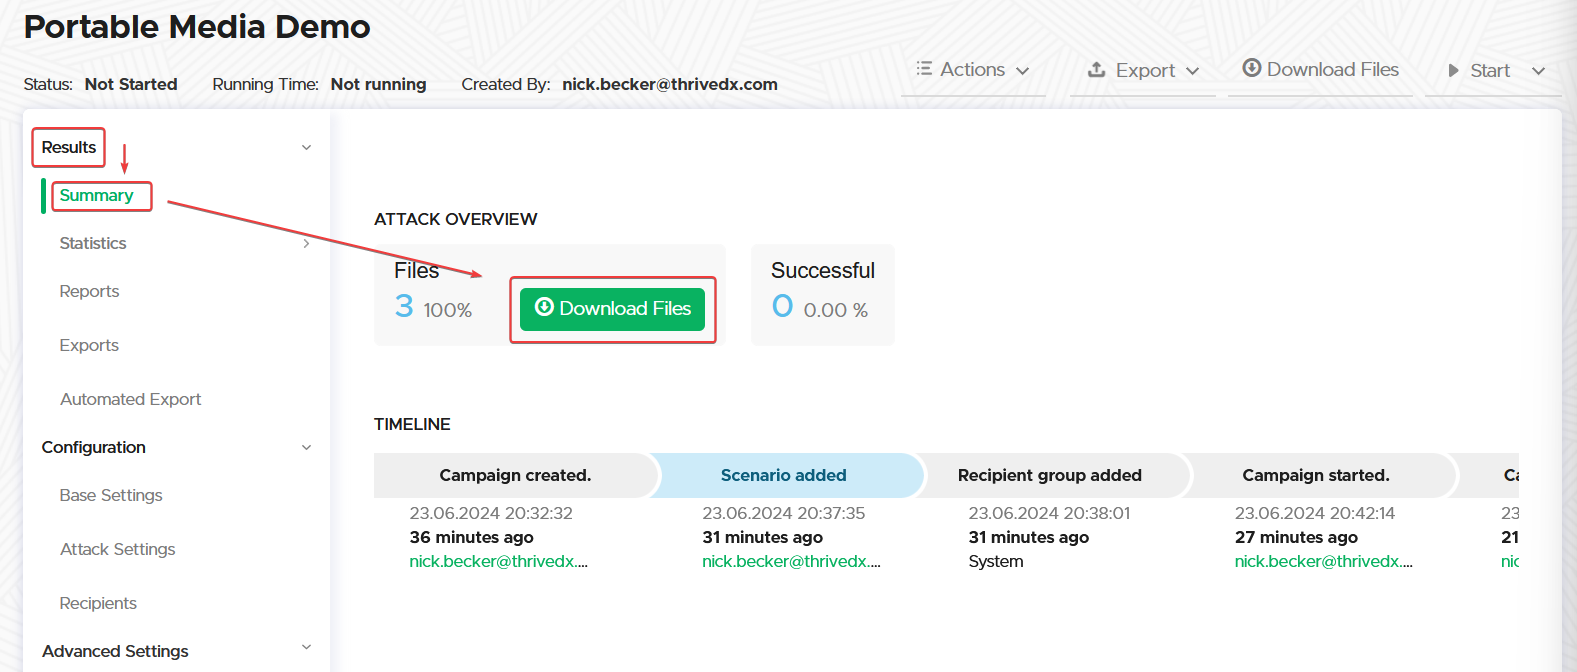 Portable Media Demo
Status: Not Started Running Time: Not running Created By: nick.becker@thrivedx.com
Actions Export Download Files Start
Results
Summary
Statistics
Reports
Exports
Automated Export
Configuration
Base Settings
Attack Settings
Recipients
Advanced Settings
ATTACK OVERVIEW
Files
3 100%
Download Files
Successful
0 0.00 %
TIMELINE
Campaign created. Scenario added Recipient group added Campaign started.
23.06.2024 20:32:32 23.06.2024 20:37:35 23.06.2024 20:38:01 23.06.2024 20:42:14 23
36 minutes ago 31 minutes ago 31 minutes ago 27 minutes ago 21
nick.becker@thrivedx.... nick.becker@thrivedx.... System nick.becker@thrivedx....